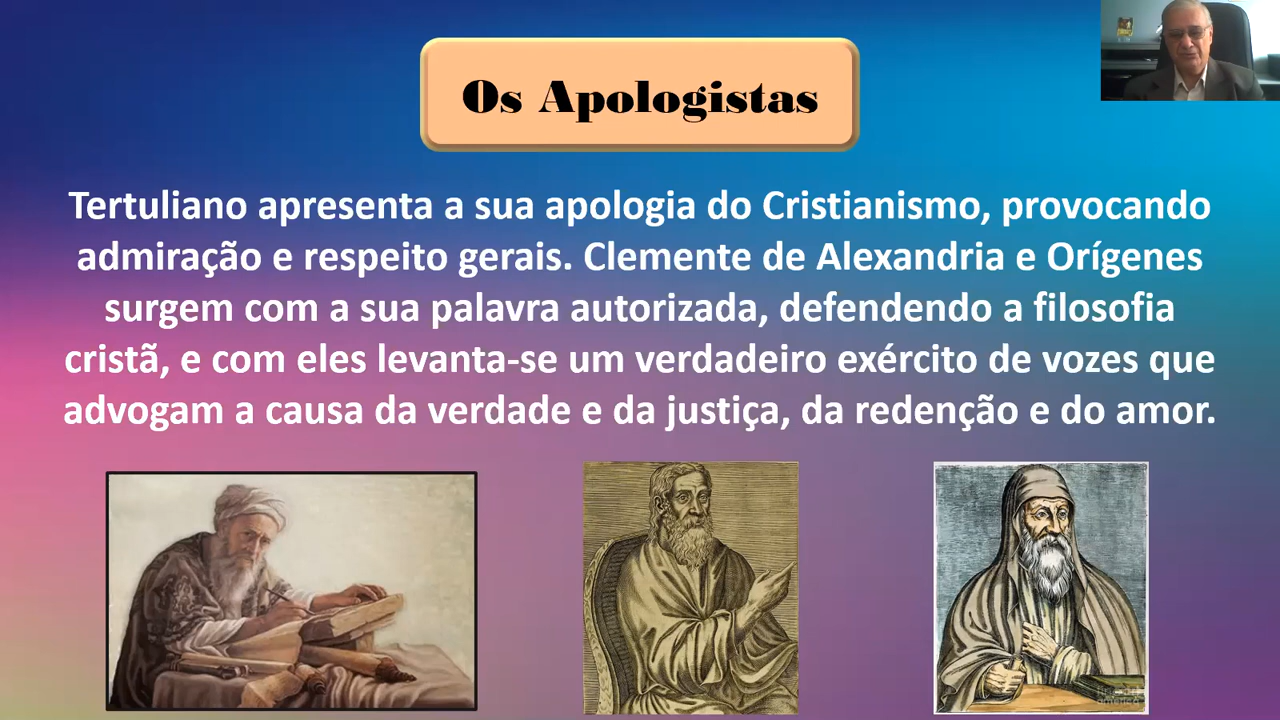 Os Apologistas
Tertuliano apresenta a sua apologia do Cristianismo, provocando
admiração e respeito gerais. Clemente de Alexandria e Orígenes
surgem com a sua palavra autorizada, defendendo a filosofia
cristã, e com eles levanta-se um verdadeiro exército de vozes que
advogam a causa da verdade e da justiça, da redenção e do amor.